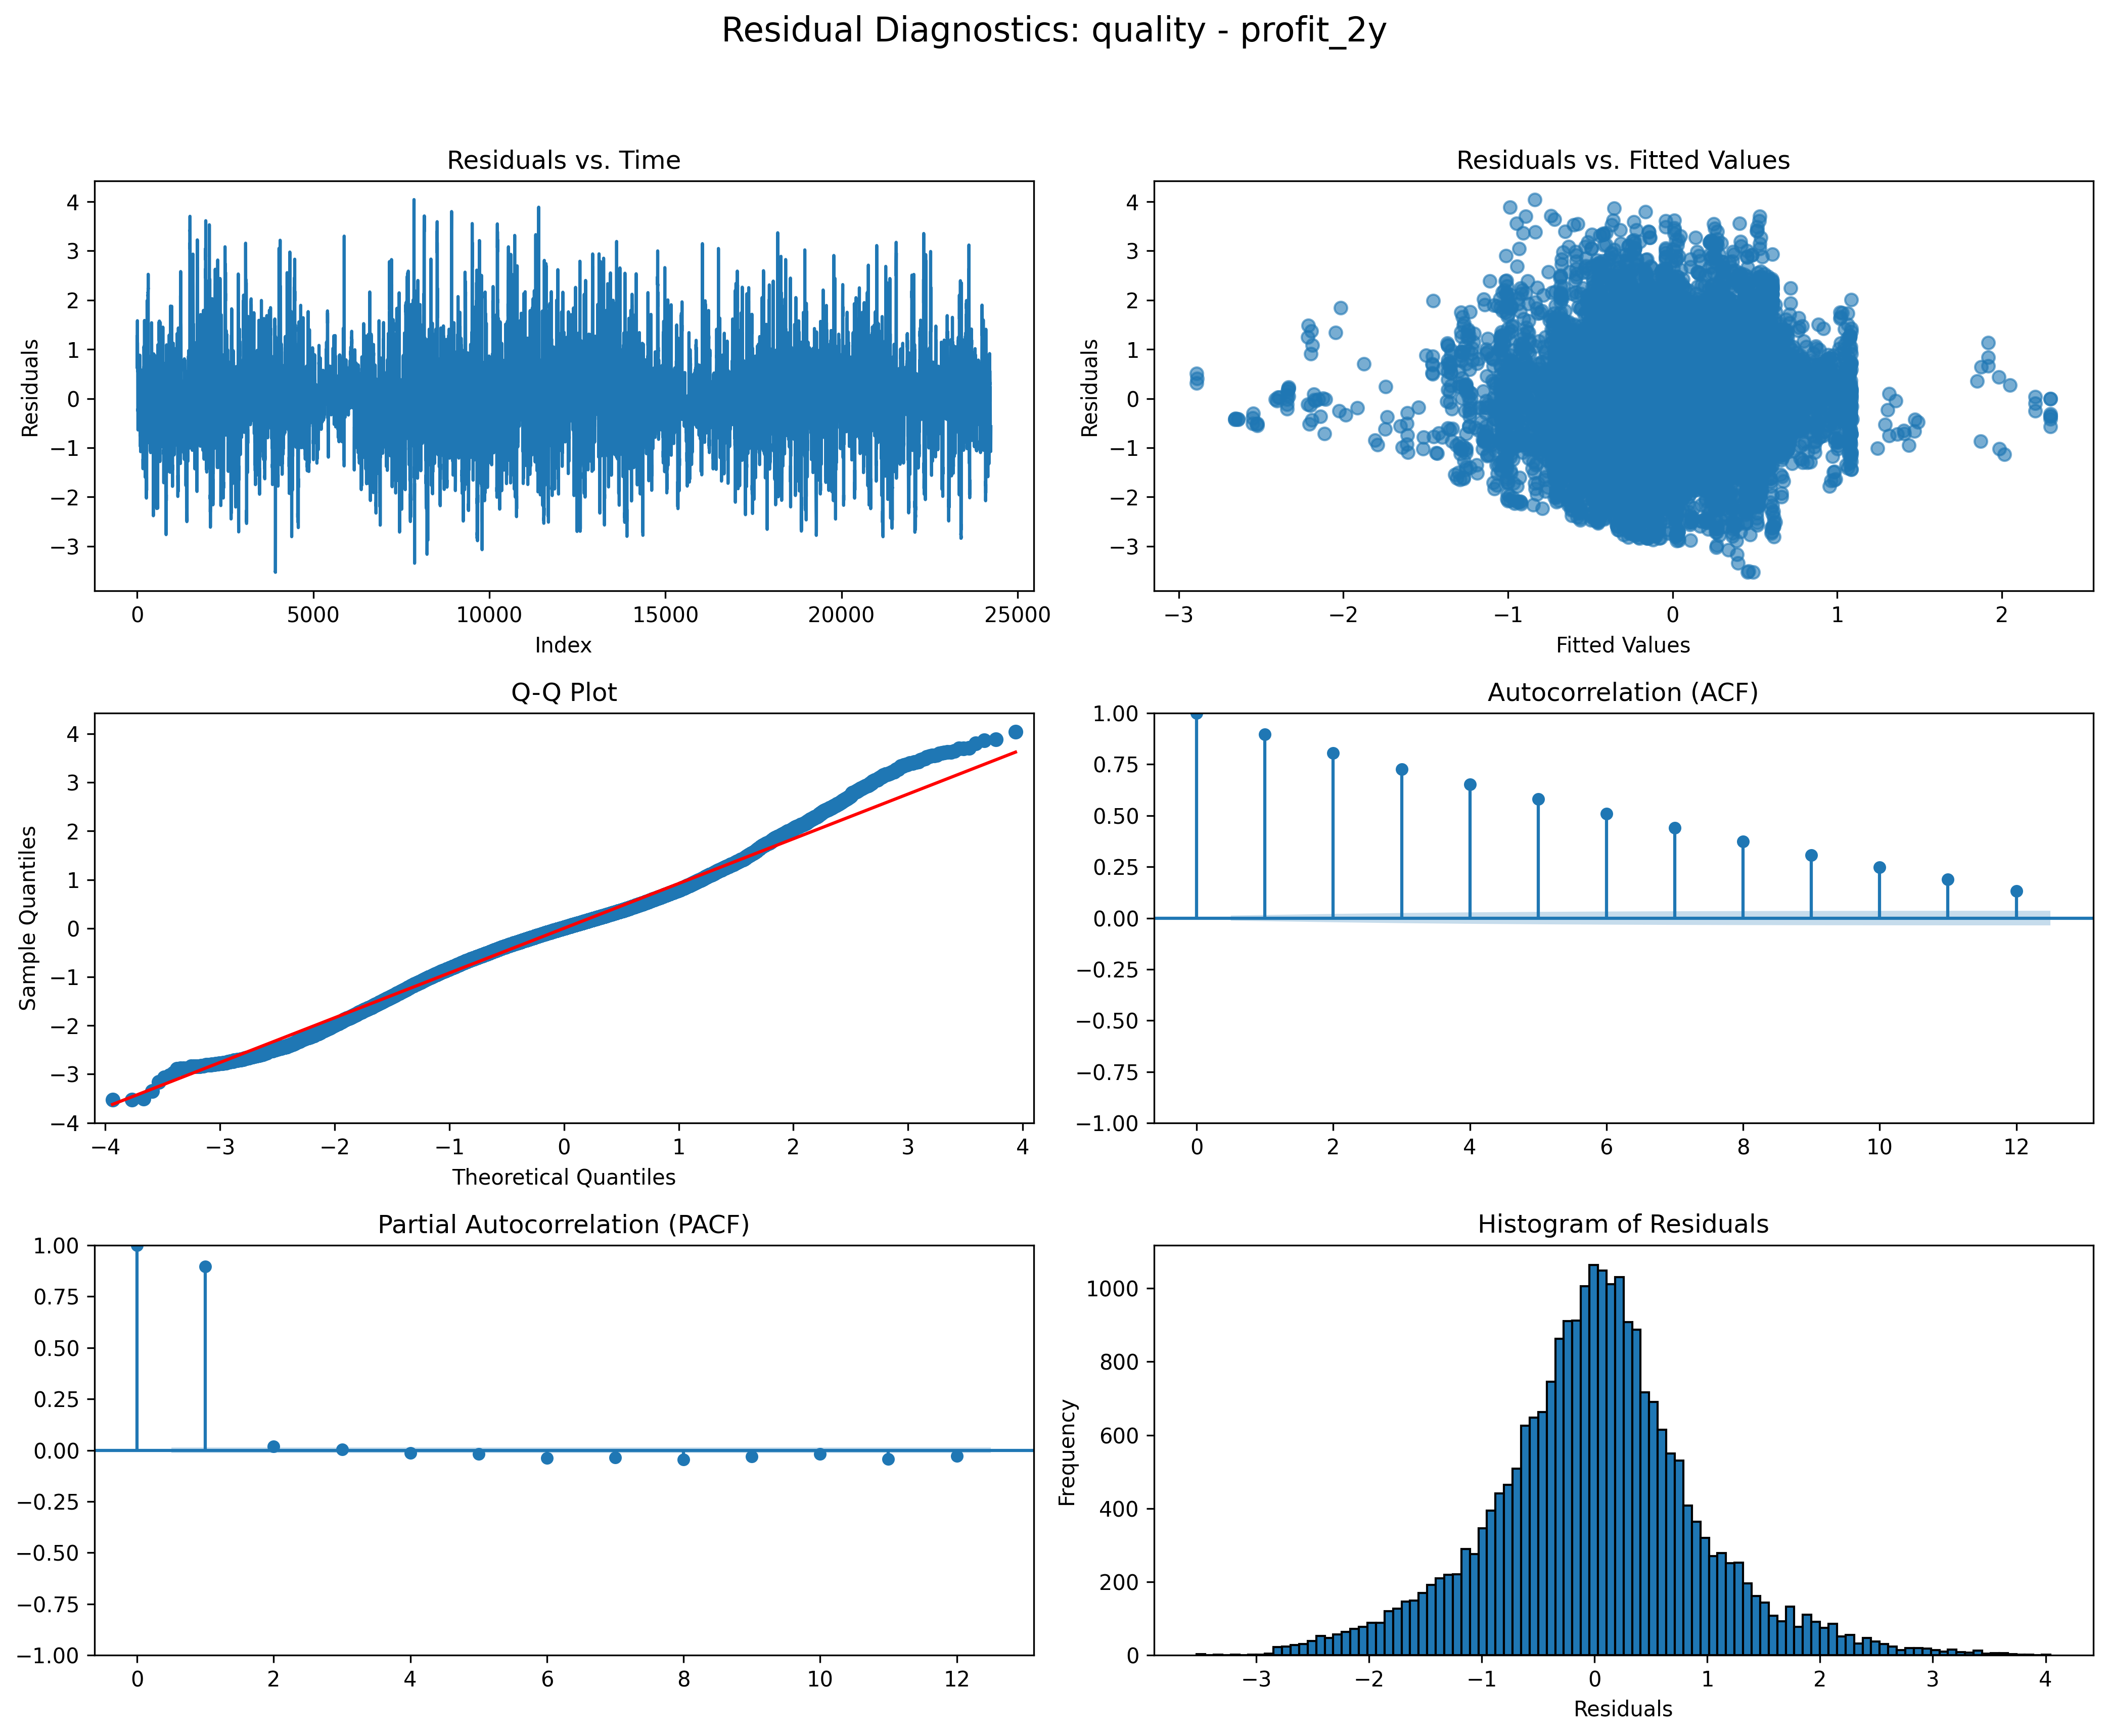 Residual Diagnostics: quality - profit_2y
Residuals vs. Time
4
3
2
1
0
−1
−2
−3
Residuals
0 5000 10000 15000 20000 25000
Index
Residuals vs. Fitted Values
4
3
2
1
0
−1
−2
−3
Residuals
−3 −2 −1 0 1 2
Fitted Values
Q-Q Plot
4
3
2
1
0
−1
−2
−3
−4
Sample Quantiles
−4 −3 −2 −1 0 1 2 3 4
Theoretical Quantiles
Autocorrelation (ACF)
1.00
0.75
0.50
0.25
0.00
−0.25
−0.50
−0.75
−1.00
0 2 4 6 8 10 12
Partial Autocorrelation (PACF)
1.00
0.75
0.50
0.25
0.00
−0.25
−0.50
−0.75
−1.00
0 2 4 6 8 10 12
Histogram of Residuals
1000
800
600
400
200
0
Frequency
−3 −2 −1 0 1 2 3 4
Residuals